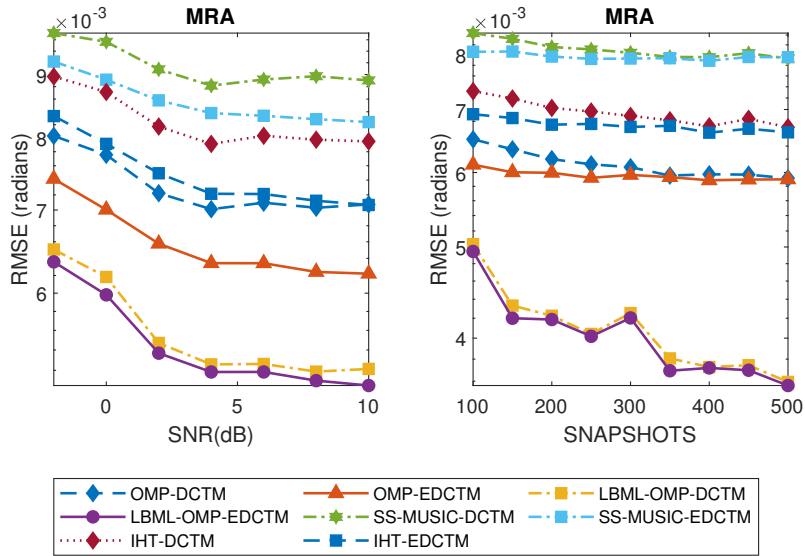 MRA
×10⁻³
9
8
7
6
RMSE (radians)
0 5 10
SNR(dB)
MRA
×10⁻³
8
7
6
5
4
RMSE (radians)
100 200 300 400 500
SNAPSHOTS
OMP-DCTM OMP-EDCTM LBML-OMP-DCTM
LBML-OMP-EDCTM SS-MUSIC-DCTM SS-MUSIC-EDCTM
IHT-DCTM IHT-EDCTM